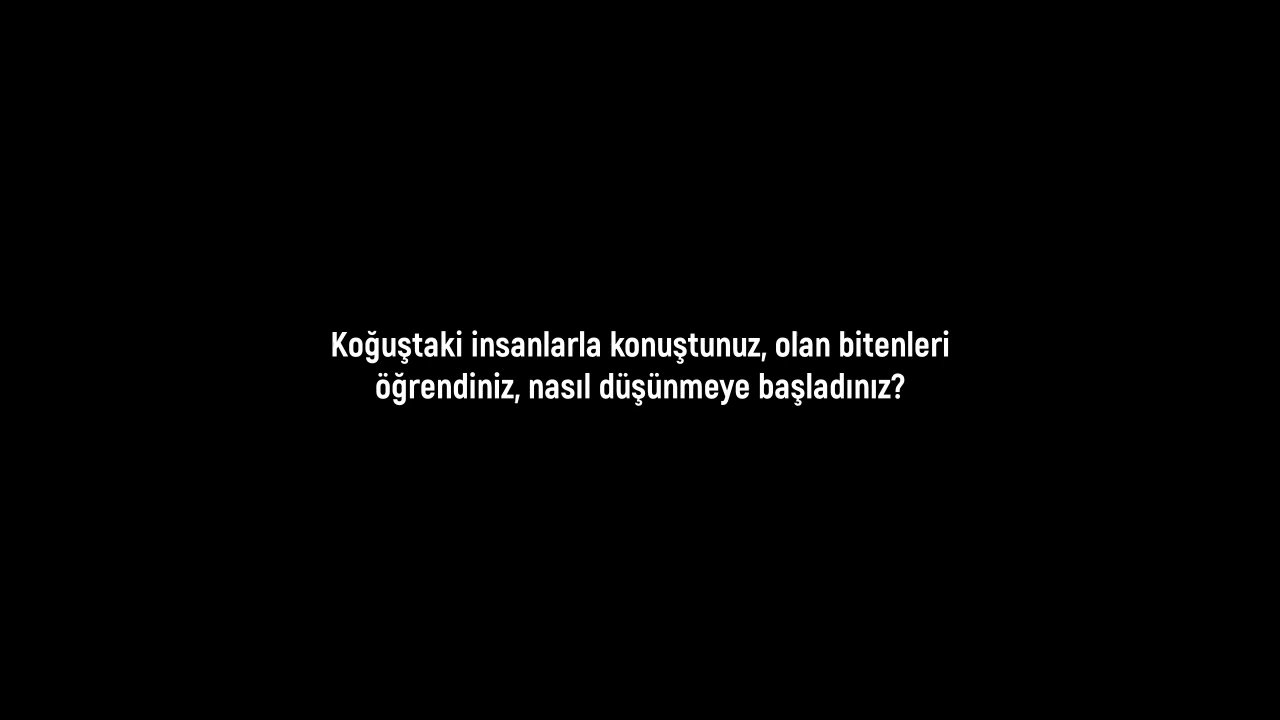 Koğuştaki insanlarla konuştunuz, olan bitenleri
öğrendiniz, nasıl düşünmeye başladınız?